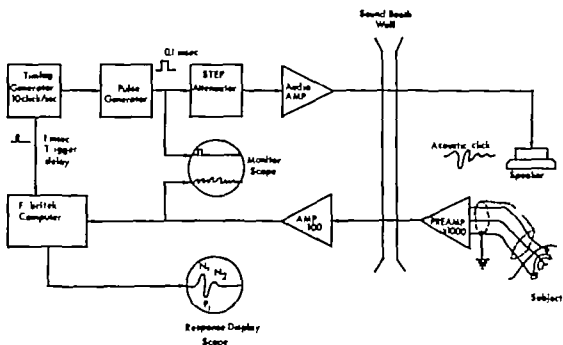 Sound Booth
Wall
0.1 msec
Timing
Generator
10click/sec
Pulse
Generator
STEP
Attenuator
Audio
AMP
1 msec
Trigger
delay
Monitor
Scope
Acoustic click
Speaker
F britek
Computer
AMP
100
PREAMP
x1000
N1
N2
P1
Subject
Response Display
Scope